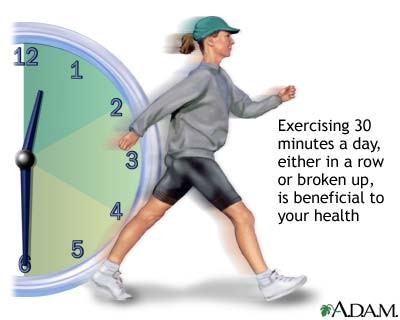 12
1
2
3
4
5
6
Exercising 30
minutes a day,
either in a row
or broken up,
is beneficial to
your health
ADAM.